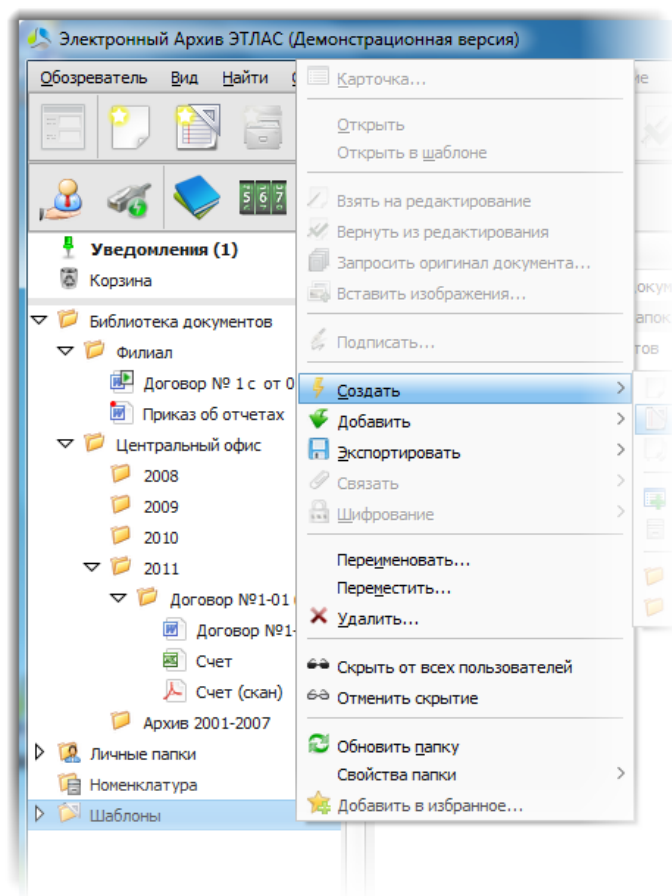 Электронный Архив ЭТЛАС (Демонстрационная версия)
Обозреватель Вид Найти
Карточка...
Открыть
Открыть в шаблоне
5 6 7
Взять на редактирование
Вернуть из редактирования
Запросить оригинал документа...
Вставить изображения...
Подписать...
Создать
Добавить
Экспортировать
Связать
Шифрование
Переименовать...
Переместить...
Удалить...
Скрыть от всех пользователей
Отменить скрытие
Обновить папку
Свойства папки
Добавить в избранное...
Уведомления (1)
Корзина
Библиотека документов
Филиал
Договор № 1 с от 0
Приказ об отчетах
Центральный офис
2008
2009
2010
2011
Договор №1-01
Договор №1-
Счет
Счет (скан)
Архив 2001-2007
Личные папки
Номенклатура
Шаблоны